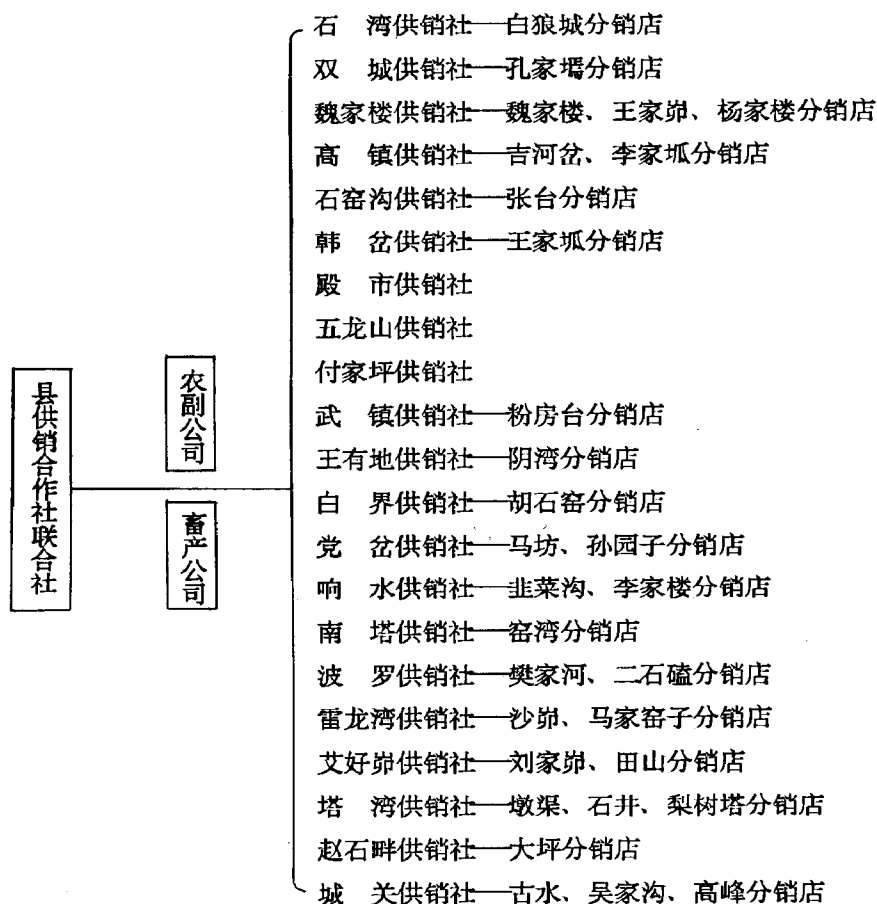 县供销合作社联合社
农副公司
畜产公司
石 湾供销社——白狼城分销店
双 城供销社——孔家墕分销店
魏家楼供销社——魏家楼、王家峁、杨家楼分销店
高 镇供销社——吉河岔、李家坬分销店
石窑沟供销社——张台分销店
韩 岔供销社——王家坬分销店
殿 市供销社
五龙山供销社
付家坪供销社
武 镇供销社——粉房台分销店
王有地供销社——阴湾分销店
白 界供销社——胡石窑分销店
党 岔供销社——马坊、孙园子分销店
响 水供销社——韭菜沟、李家楼分销店
南 塔供销社——窑湾分销店
波 罗供销社——樊家河、二石磕分销店
雷龙湾供销社——沙峁、马家窑子分销店
艾好峁供销社——刘家峁、田山分销店
塔 湾供销社——墩渠、石井、梨树塔分销店
赵石畔供销社——大坪分销店
城 关供销社——古水、吴家沟、高峰分销店